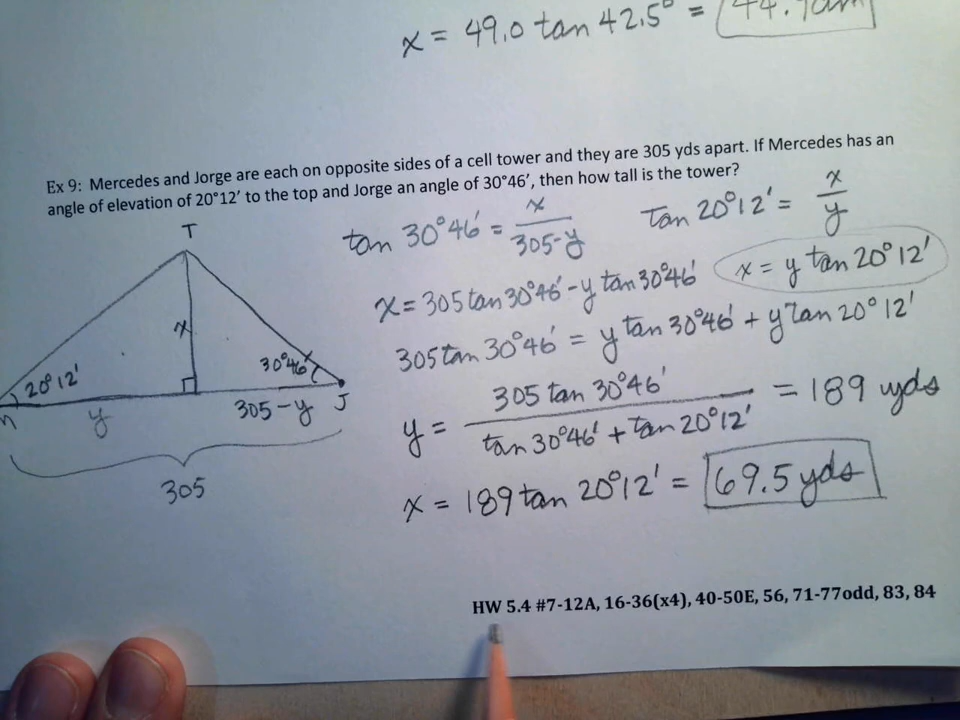 x = 49.0 tan 42.5° =
Ex 9: Mercedes and Jorge are each on opposite sides of a cell tower and they are 305 yds apart. If Mercedes has an
angle of elevation of 20°12′ to the top and Jorge an angle of 30°46′, then how tall is the tower?
T
x
20°12'
30°46'
y
305-y
J
305
tan 30°46' = x/(305-y)
tan 20°12' = x/y
x = 305 tan 30°46' - y tan 30°46'
x = y tan 20°12'
305 tan 30°46' = y tan 30°46' + y tan 20°12'
y = (305 tan 30°46')/(tan 30°46' + tan 20°12') = 189 yds
x = 189 tan 20°12' = 69.5 yds
HW 5.4 #7-12A, 16-36(x4), 40-50E, 56, 71-77odd, 83, 84